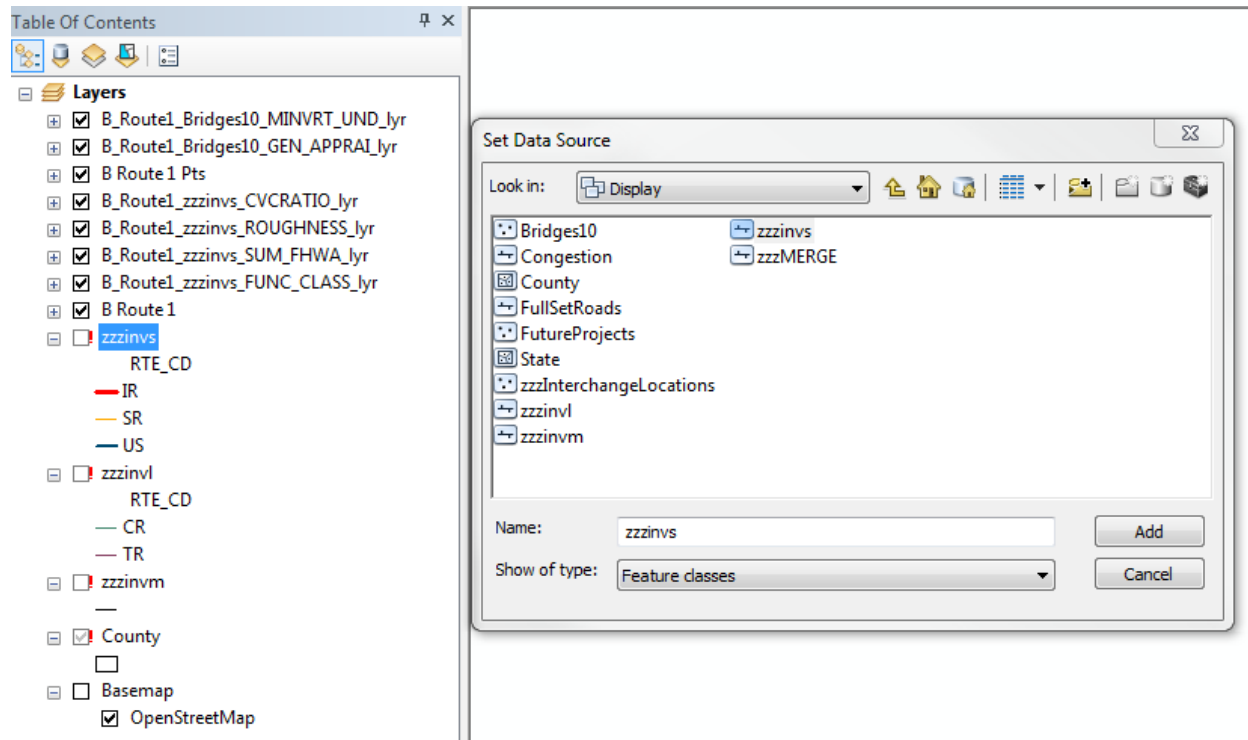 Table Of Contents
Layers
B_Route1_Bridges10_MINVRT_UND_lyr
B_Route1_Bridges10_GEN_APPRAI_lyr
B Route 1 Pts
B_Route1_zzzinvs_CVCRATIO_lyr
B_Route1_zzzinvs_ROUGHNESS_lyr
B_Route1_zzzinvs_SUM_FHWA_lyr
B_Route1_zzzinvs_FUNC_CLASS_lyr
B Route 1
zzzinvs
RTE_CD
IR
SR
US
zzzinvl
RTE_CD
CR
TR
zzzinvm
County
Basemap
OpenStreetMap
Set Data Source
Look in: Display
Bridges10
Congestion
County
FullSetRoads
FutureProjects
State
zzzInterchangeLocations
zzzinvl
zzzinvm
zzzinvs
zzzMERGE
Name: zzzinvs
Add
Show of type: Feature classes
Cancel